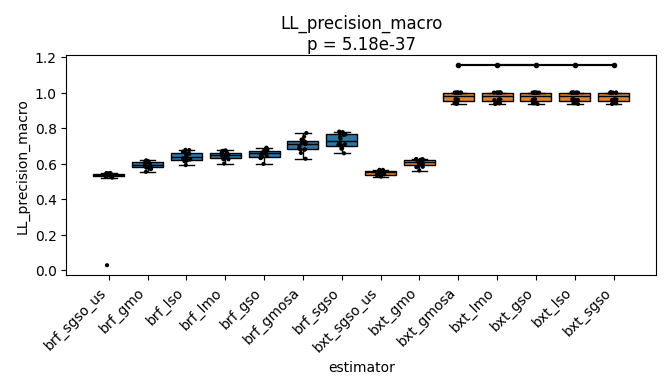 LL_precision_macro
p = 5.18e-37
LL_precision_macro
1.2
1.0
0.8
0.6
0.4
0.2
0.0
brf_sgso_us
brf_gmo
brf_lso
brf_lmo
brf_gso
brf_gmosa
brf_sgso
bxt_sgso_us
bxt_gmo
bxt_gmosa
bxt_lmo
bxt_gso
bxt_lso
bxt_sgso
estimator